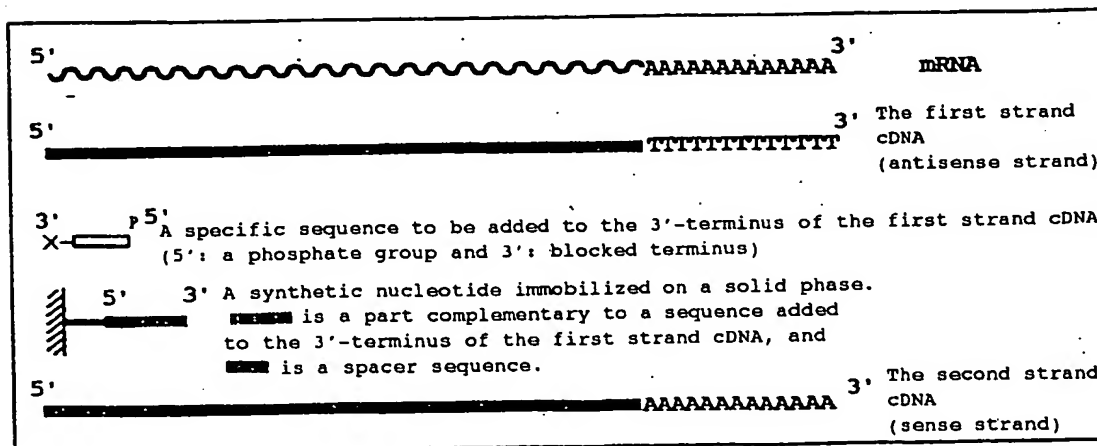 5' AAAAAAAAAAAAA 3' mRNA
5' TTTTTTTTTTTTTT 3' The first strand
cDNA
(antisense strand)
3' X P 5' A specific sequence to be added to the 3'-terminus of the first strand cDNA
(5': a phosphate group and 3': blocked terminus)
5' 3' A synthetic nucleotide immobilized on a solid phase.
is a part complementary to a sequence added
to the 3'-terminus of the first strand cDNA, and
is a spacer sequence.
5' AAAAAAAAAAAAA 3' The second strand
cDNA
(sense strand)